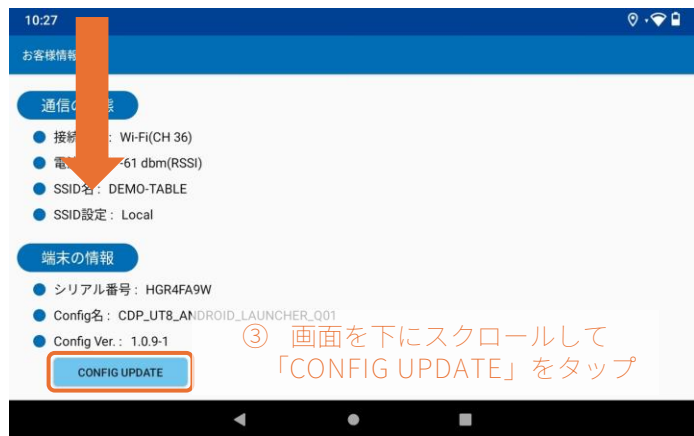 10:27
お客様情報
通信の 態
接続 : Wi-Fi(CH 36)
電 -61 dbm(RSSI)
SSID名 : DEMO-TABLE
SSID設定 : Local
端末の情報
シリアル番号 : HGR4FA9W
Config名 : CDP_UT8_ANDROID_LAUNCHER_Q01
Config Ver. : 1.0.9-1
③ 画面を下にスクロールして
「CONFIG UPDATE」をタップ
CONFIG UPDATE